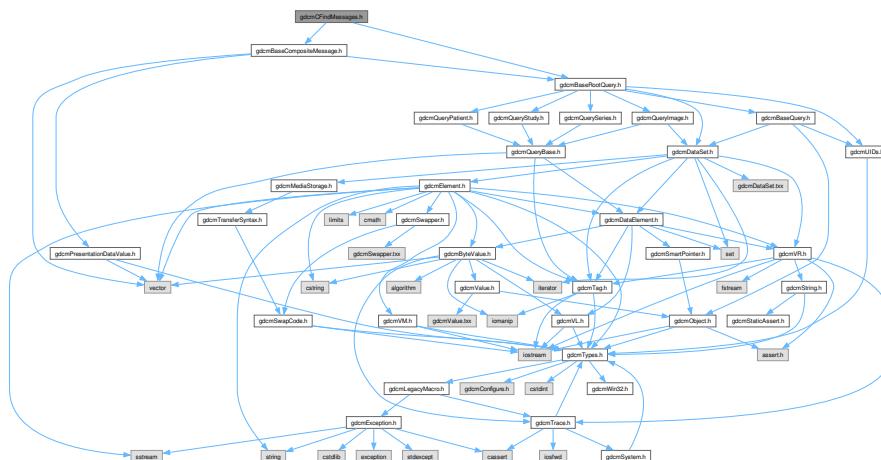 gdcmCFindMessages.h
gdcmBaseCompositeMessage.h
gdcmBaseRootQuery.h
gdcmQueryPatient.h
gdcmQueryStudy.h
gdcmQuerySeries.h
gdcmQueryImage.h
gdcmBaseQuery.h
gdcmQueryBase.h
gdcmDataSet.h
gdcmUIDs.h
gdcmMediaStorage.h
gdcmElement.h
gdcmDataSet.txx
gdcmTransferSyntax.h
limits
cmath
gdcmSwapper.h
gdcmDataElement.h
gdcmPresentationDataValue.h
gdcmSwapper.txx
gdcmByteValue.h
gdcmSmartPointer.h
set
gdcmVR.h
vector
cstring
algorithm
gdcmValue.h
iterator
gdcmTag.h
fstream
gdcmString.h
gdcmSwapCode.h
gdcmVM.h
gdcmValue.txx
iomanip
gdcmVL.h
gdcmObject.h
gdcmStaticAssert.h
iostream
gdcmTypes.h
assert.h
gdcmLegacyMacro.h
gdcmConfigure.h
cstdint
gdcmWin32.h
gdcmException.h
gdcmTrace.h
sstream
string
cstdlib
exception
stdexcept
cassert
iosfwd
gdcmSystem.h